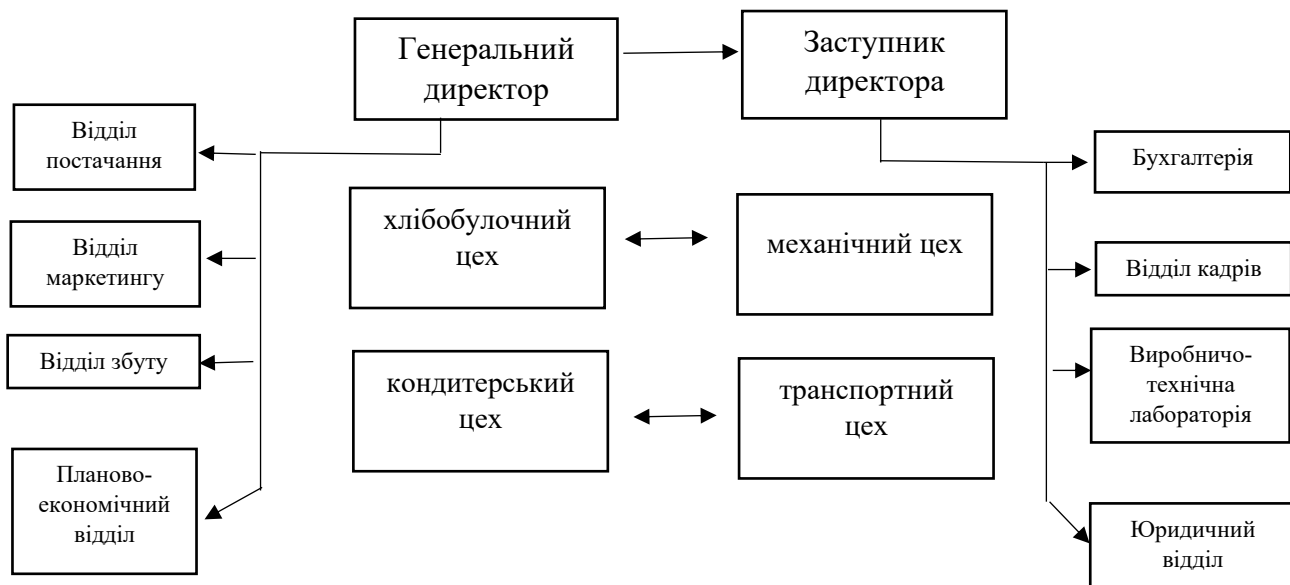 Генеральний
директор
Заступник
директора
Відділ
постачання
Бухгалтерія
хлібобулочний
цех
механічний цех
Відділ
маркетингу
Відділ кадрів
Відділ збуту
кондитерський
цех
транспортний
цех
Виробничо-
технічна
лабораторія
Планово-
економічний
відділ
Юридичний
відділ